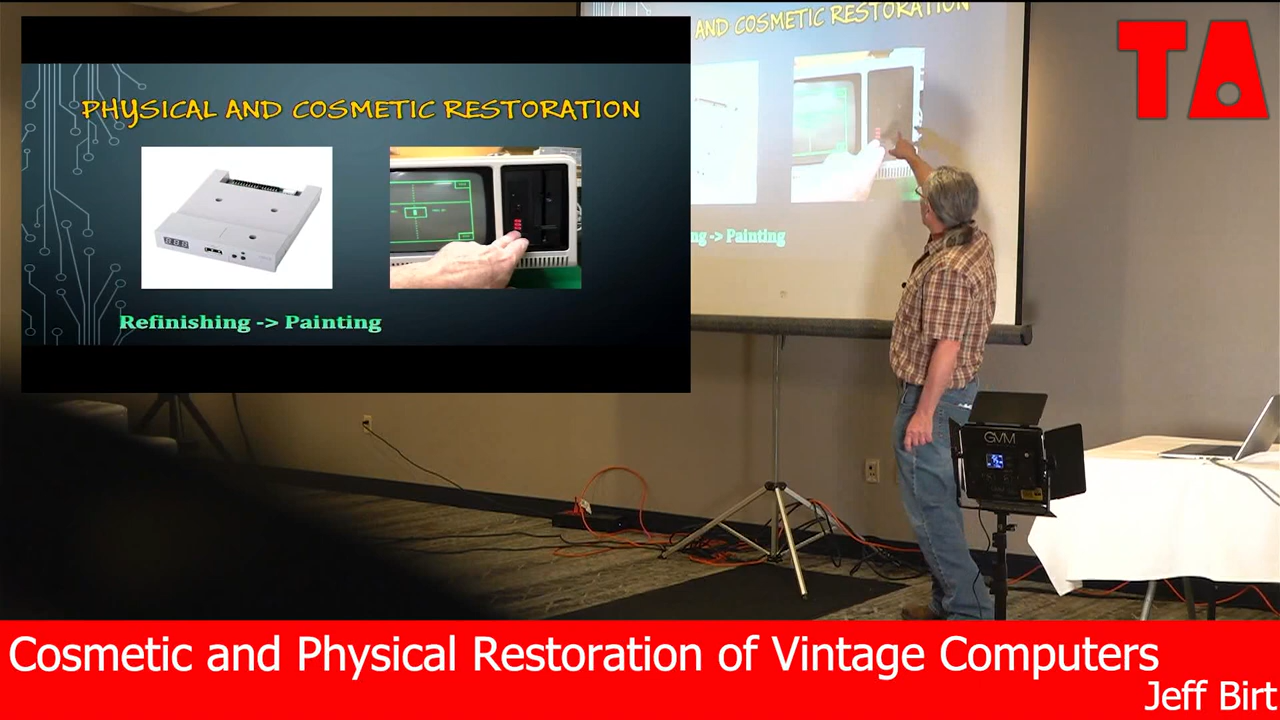 PHYSICAL AND COSMETIC RESTORATION
Refinishing -> Painting
AND COSMETIC RESTORATION
ng -> Painting
TA
GVM
Cosmetic and Physical Restoration of Vintage Computers
Jeff Birt